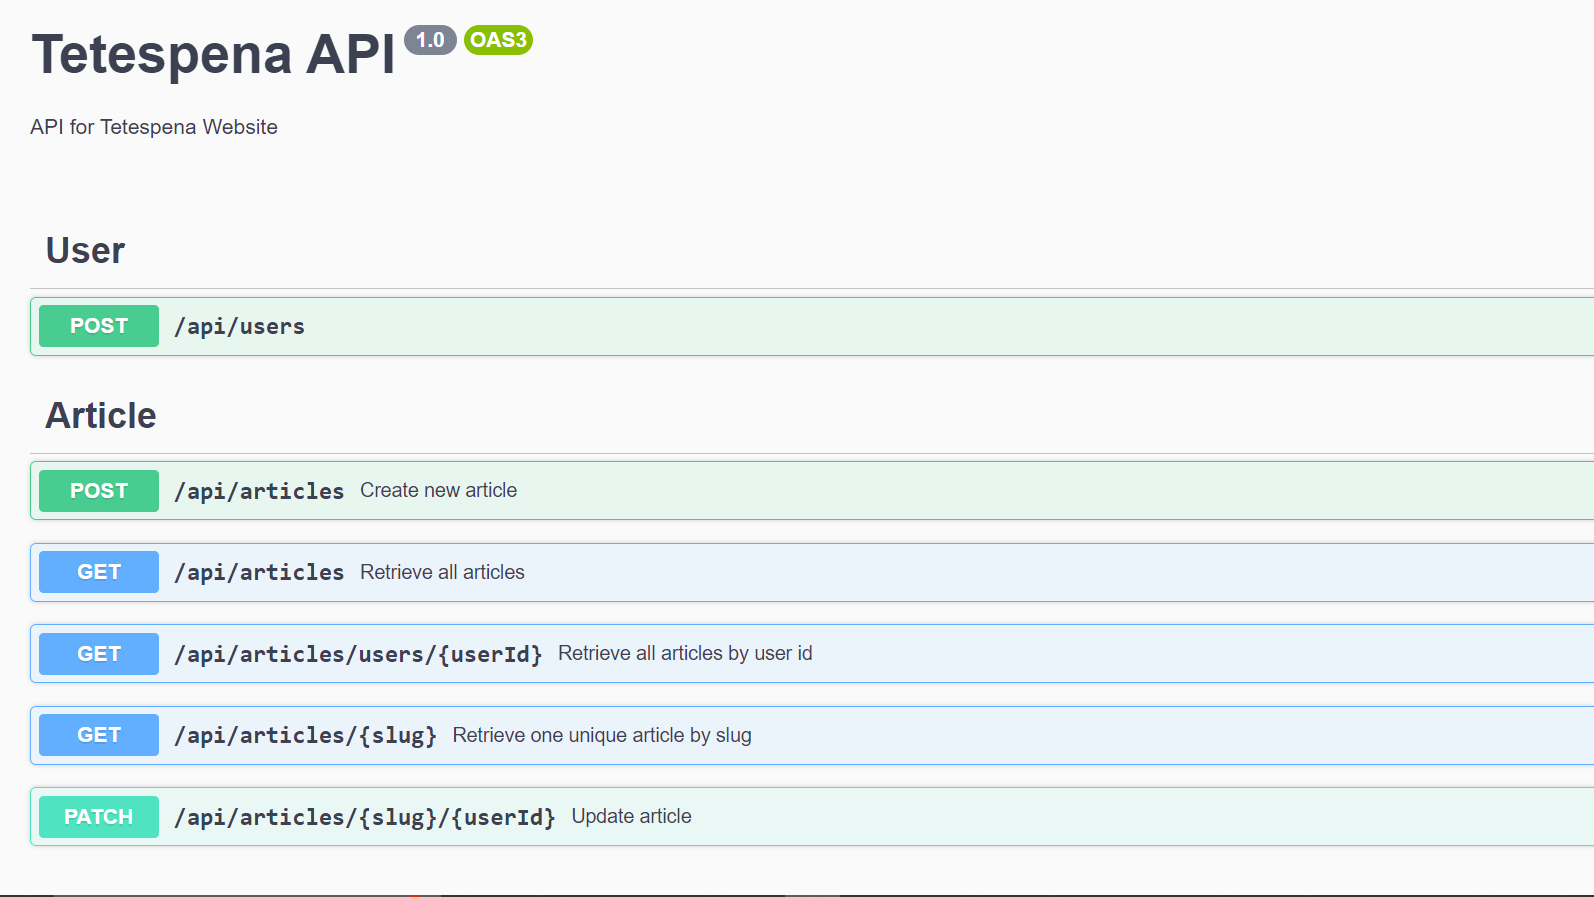 Tetespena API 1.0 OAS3
API for Tetespena Website
User
POST /api/users
Article
POST /api/articles Create new article
GET /api/articles Retrieve all articles
GET /api/articles/users/{userId} Retrieve all articles by user id
GET /api/articles/{slug} Retrieve one unique article by slug
PATCH /api/articles/{slug}/{userId} Update article